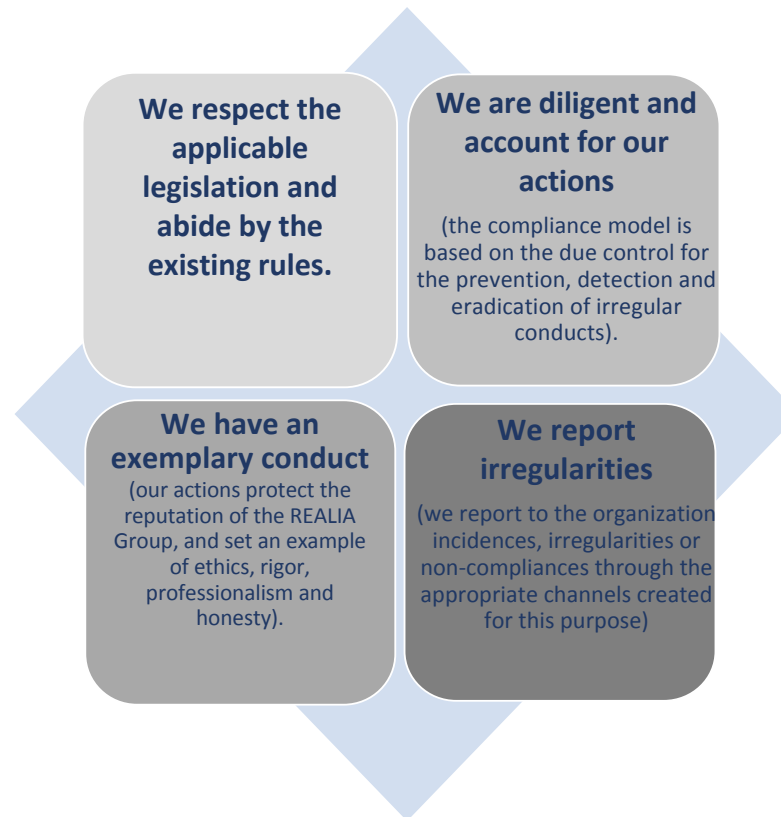 We respect the
applicable
legislation and
abide by the
existing rules.
We are diligent and
account for our
actions
(the compliance model is
based on the due control for
the prevention, detection and
eradication of irregular
conducts).
We have an
exemplary conduct
(our actions protect the
reputation of the REALIA
Group, and set an example
of ethics, rigor,
professionalism and
honesty).
We report
irregularities
(we report to the organization
incidences, irregularities or
non-compliances through the
appropriate channels created
for this purpose)